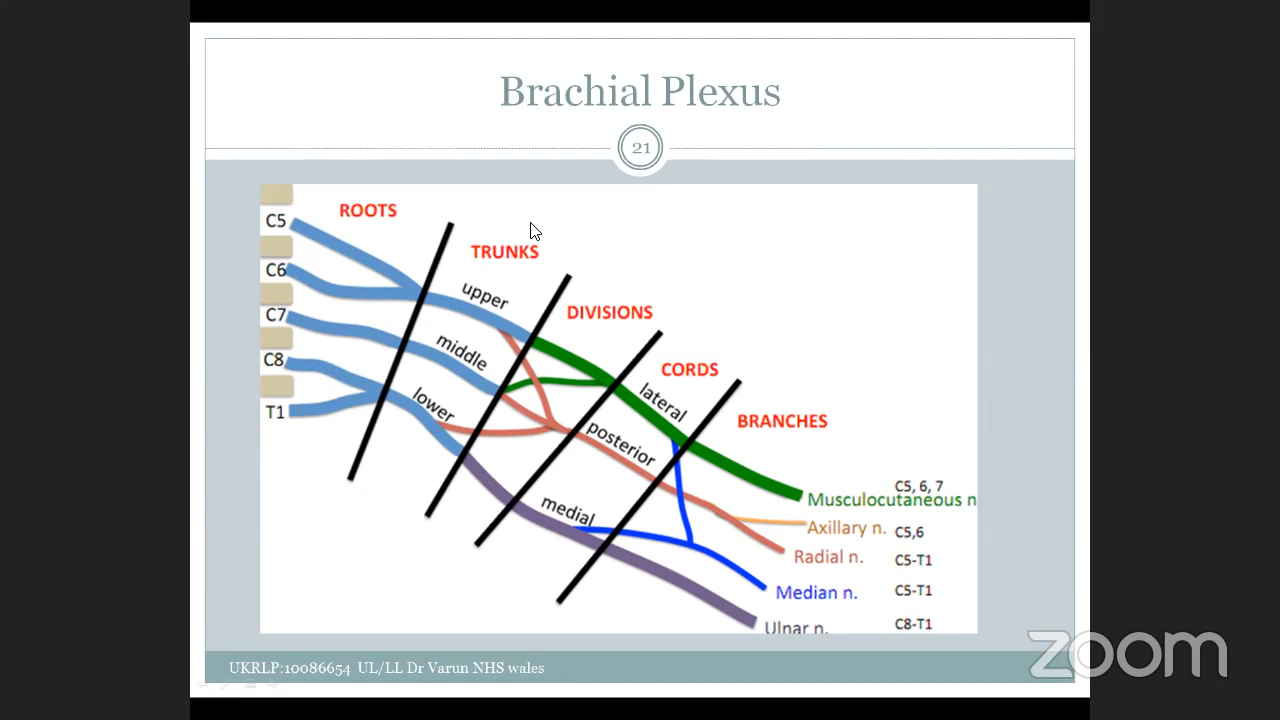 Brachial Plexus
21
ROOTS
TRUNKS
DIVISIONS
CORDS
BRANCHES
C5
C6
C7
C8
T1
upper
middle
lower
lateral
posterior
medial
C5, 6, 7
Musculocutaneous n
Axillary n. C5,6
Radial n. C5-T1
Median n. C5-T1
Ulnar n. C8-T1
UKRLP:10086654 UL/LL Dr Varun NHS wales
zoom